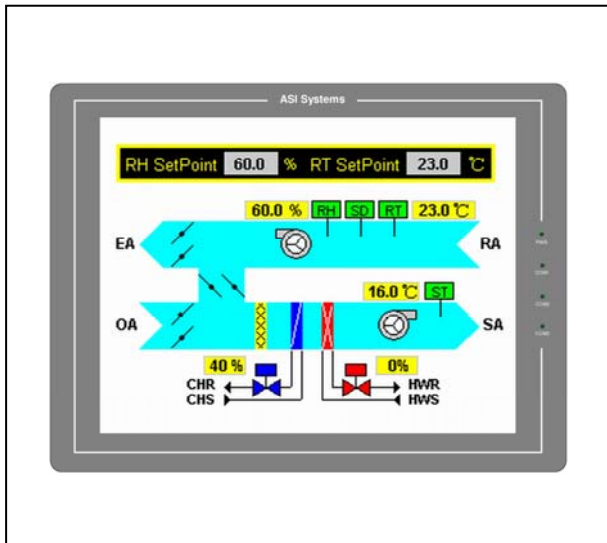 ASI Systems
RH SetPoint 60.0 % RT SetPoint 23.0 ℃
60.0 % RH SD RT 23.0 ℃
EA RA
16.0 ℃ ST
OA SA
40 % 0%
CHR HWR
CHS HWS